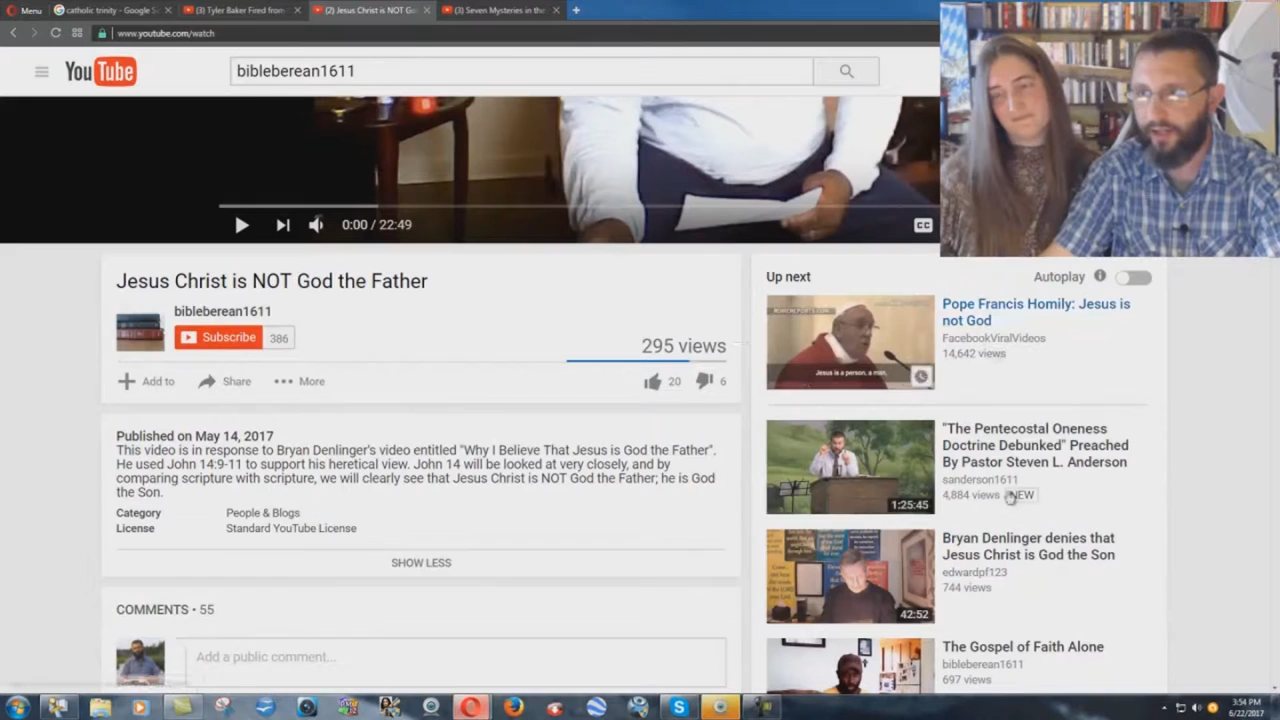 Menu
catholic trinity - Google S
(3) Tyler Baker Fired from
(2) Jesus Christ is NOT Go
(3) Seven Mysteries in the
www.youtube.com/watch
YouTube
bibleberean1611
0:00 / 22:49
CC
Jesus Christ is NOT God the Father
bibleberean1611
Subscribe 386
295 views
Add to Share More 20 6
Published on May 14, 2017
This video is in response to Bryan Denlinger's video entitled "Why I Believe That Jesus is God the Father".
He used John 14:9-11 to support his heretical view. John 14 will be looked at very closely, and by
comparing scripture with scripture, we will clearly see that Jesus Christ is NOT God the Father; he is God
the Son.
Category People & Blogs
License Standard YouTube License
SHOW LESS
COMMENTS • 55
Add a public comment...
Up next
Autoplay
Pope Francis Homily: Jesus is
not God
FacebookViralVideos
14,642 views
Jesus is a person, a man,
"The Pentecostal Oneness
Doctrine Debunked" Preached
By Pastor Steven L. Anderson
sanderson1611
4,884 views NEW
1:25:45
Bryan Denlinger denies that
Jesus Christ is God the Son
edwardpf123
744 views
42:52
The Gospel of Faith Alone
bibleberean1611
697 views
3:54 PM
6/22/2017